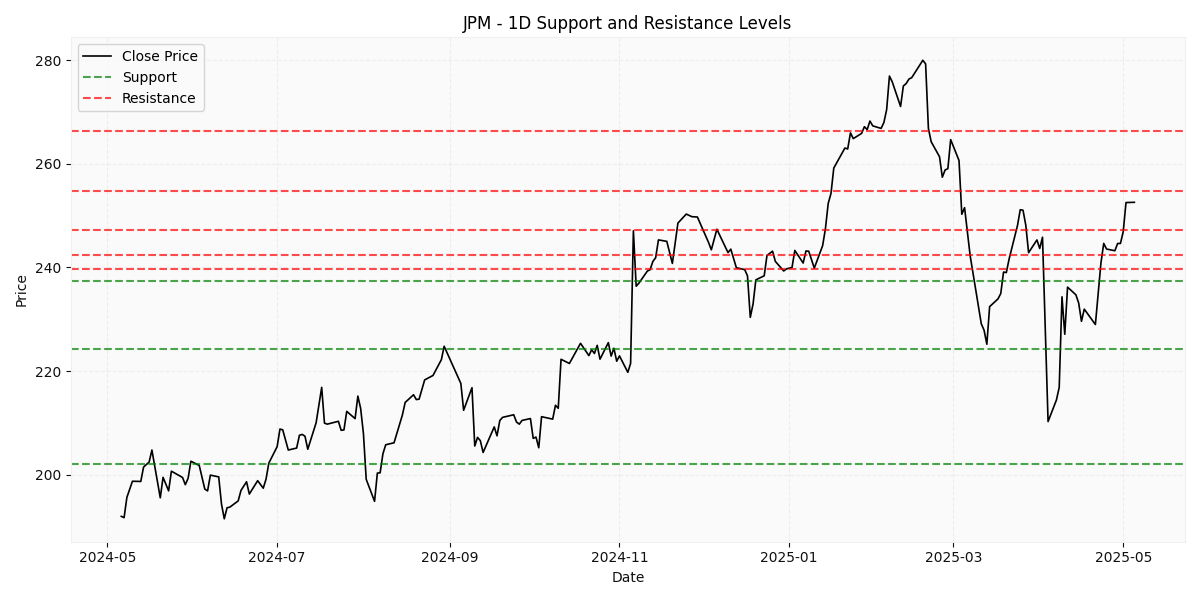 JPM - 1D Support and Resistance Levels
Close Price
Support
Resistance
Price
280
260
240
220
200
2024-05 2024-07 2024-09 2024-11 2025-01 2025-03 2025-05
Date